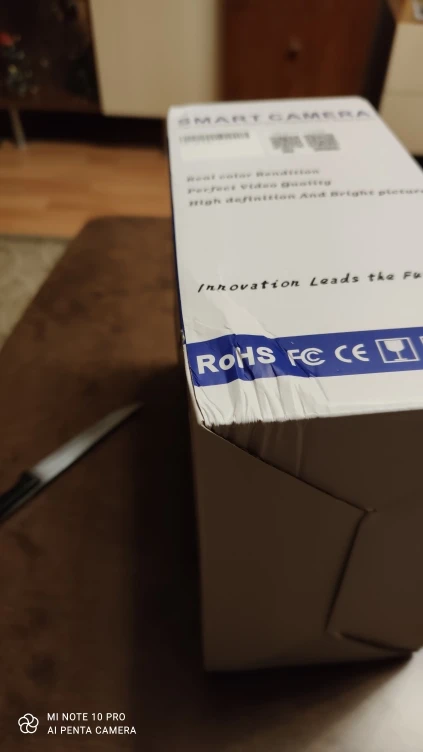 SMART CAMERA
Real color Rendition
Perfect Video Quality
High definition And Bright picture
Innovation Leads the Fu
RoHS FC CE
MI NOTE 10 PRO
AI PENTA CAMERA